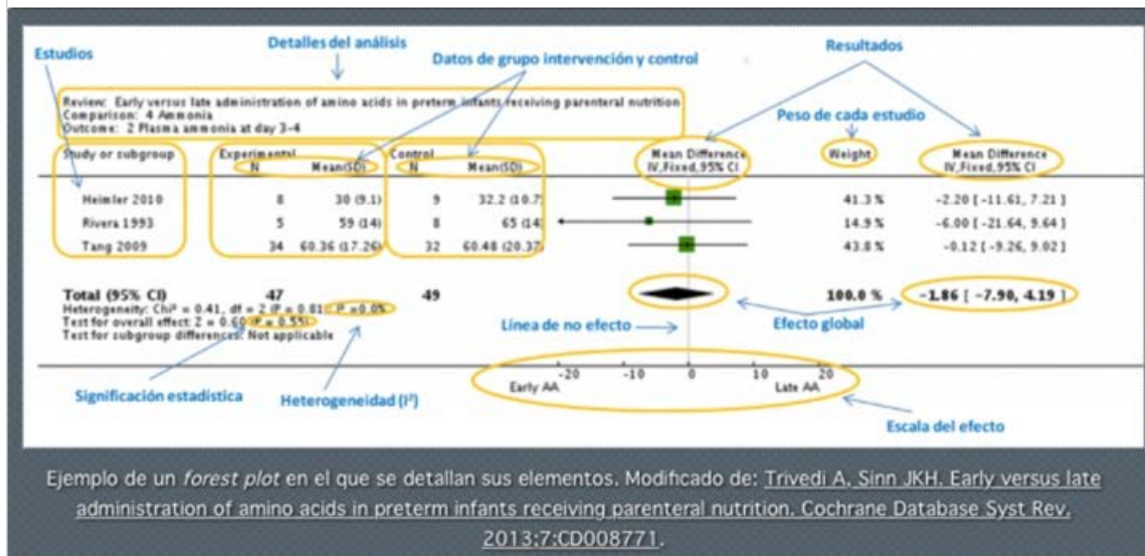 Detalles del análisis
Resultados
Estudios
Datos de grupo intervención y control
Review: Early versus late administration of amino acids in preterm infants receiving parenteral nutrition
Comparison: 4 Ammonia
Outcome: 2 Plasma ammonia at day 3-4
Peso de cada estudio
Study or subgroup Experimental Control Mean Difference Weight Mean Difference
N Mean(SD) N Mean(SD) IV,Fixed,95% CI IV,Fixed,95% CI
Heimler 2010 8 30 (9.1) 9 32.2 (10.7) 41.3 % -2.20 [ -11.61, 7.21 ]
Rivera 1993 5 59 (14) 8 65 (14) 14.9 % -6.00 [ -21.64, 9.64 ]
Tang 2009 34 60.36 (17.26) 32 60.48 (20.37) 43.8 % -0.12 [ -9.26, 9.02 ]
Total (95% CI) 47 49 100.0 % -1.86 [ -7.90, 4.19 ]
Heterogeneity: Chi² = 0.41, df = 2 (P = 0.81); I² =0.0%
Test for overall effect: Z = 0.60 (P = 0.55)
Test for subgroup differences: Not applicable
Línea de no efecto
Efecto global
-20 -10 0 10 20
Early AA Late AA
Significación estadística
Heterogeneidad (I²)
Escala del efecto
Ejemplo de un forest plot en el que se detallan sus elementos. Modificado de: Trivedi A, Sinn JKH. Early versus late
administration of amino acids in preterm infants receiving parenteral nutrition. Cochrane Database Syst Rev.
2013;7:CD008771.